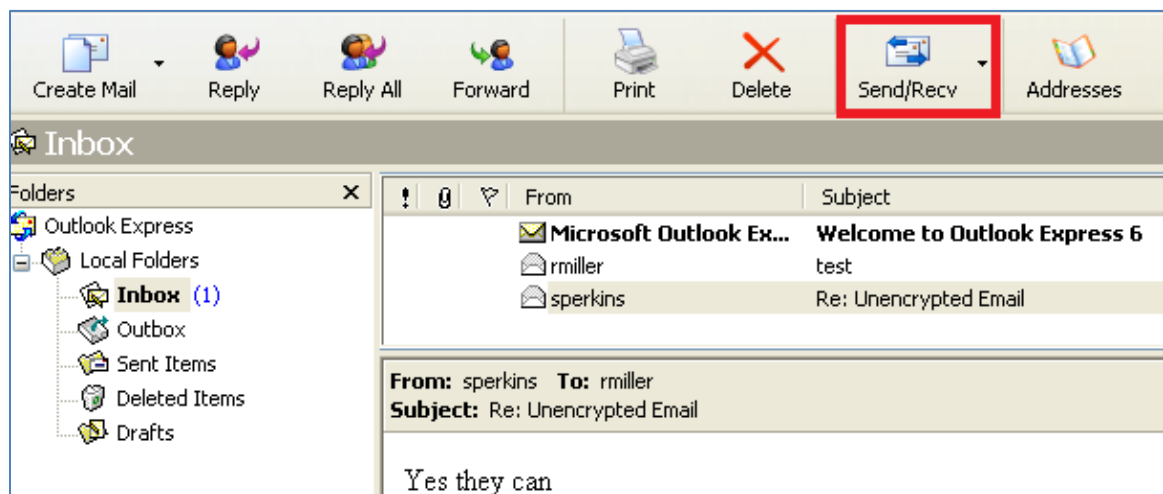 Create Mail Reply Reply All Forward Print Delete Send/Recv Addresses
Inbox
Folders
Outlook Express
Local Folders
Inbox (1)
Outbox
Sent Items
Deleted Items
Drafts
! From Subject
Microsoft Outlook Ex... Welcome to Outlook Express 6
rmiller test
sperkins Re: Unencrypted Email
From: sperkins To: rmiller
Subject: Re: Unencrypted Email
Yes they can